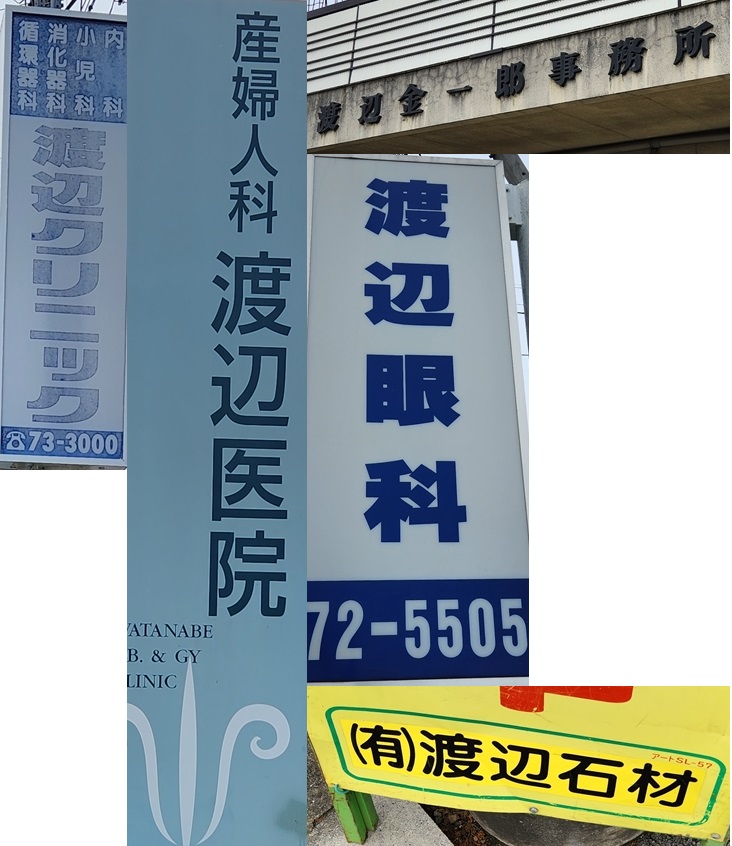 内科
小児科
消化器科
循環器科
渡辺クリニック
☎73-3000
産婦人科
渡辺医院
WATANABE
B. & GY
LINIC
渡辺金一郎事務所
渡辺眼科
72-5505
(有)渡辺石材
アートSL-57